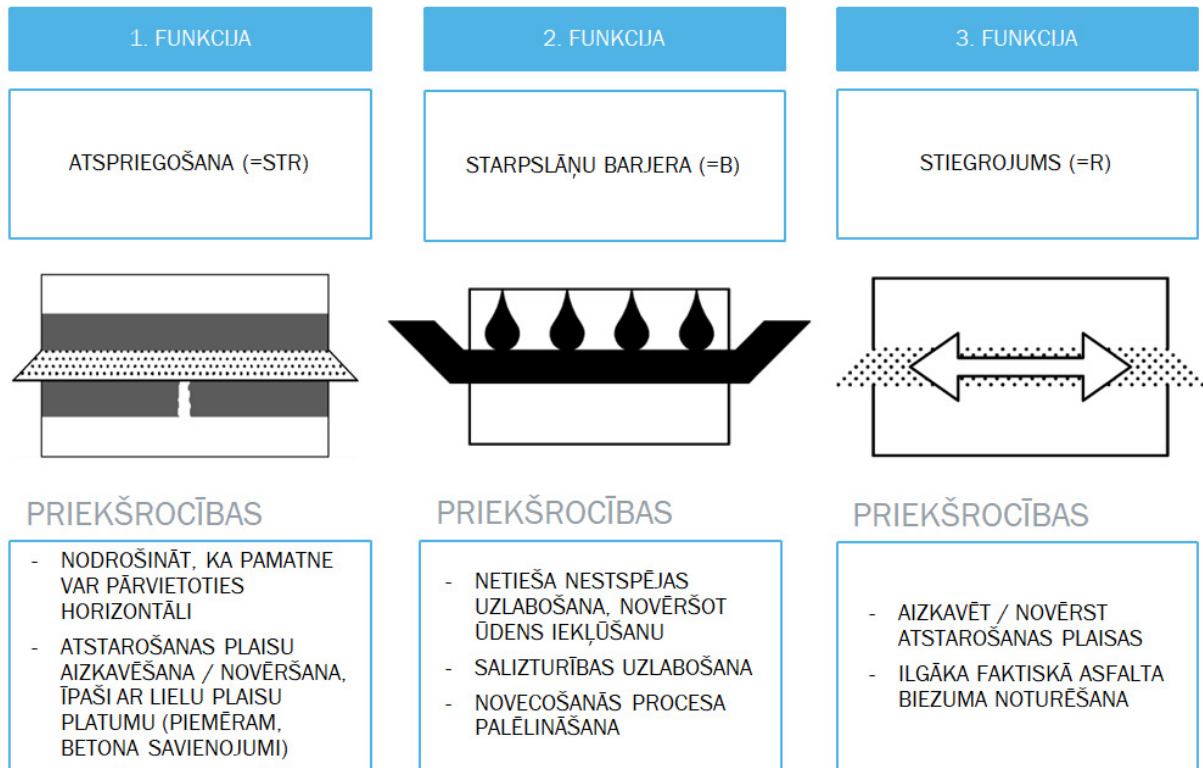 1. FUNKCIJA
ATSPRIEGOŠANA (=STR)
PRIEKŠROCĪBAS
- NODROŠINĀT, KA PAMATNE
VAR PĀRVIETOTIES
HORIZONTĀLI
- ATSTAROŠANAS PLAISU
AIZKAVĒŠANA / NOVĒRŠANA,
ĪPAŠI AR LIELU PLAISU
PLATUMU (PIEMĒRAM,
BETONA SAVIENOJUMI)
2. FUNKCIJA
STARPSLĀŅU BARJERA (=B)
PRIEKŠROCĪBAS
- NETIEŠA NESTSPĒJAS
UZLABOŠANA, NOVĒRŠOT
ŪDENS IEKĻŪŠANU
- SALIZTURĪBAS UZLABOŠANA
- NOVECOŠANĀS PROCESA
PALĒLINĀŠANA
3. FUNKCIJA
STIEGROJUMS (=R)
PRIEKŠROCĪBAS
- AIZKAVĒT / NOVĒRST
ATSTAROŠANAS PLAISAS
- ILGĀKA FAKTISKĀ ASFALTA
BIEZUMA NOTURĒŠANA